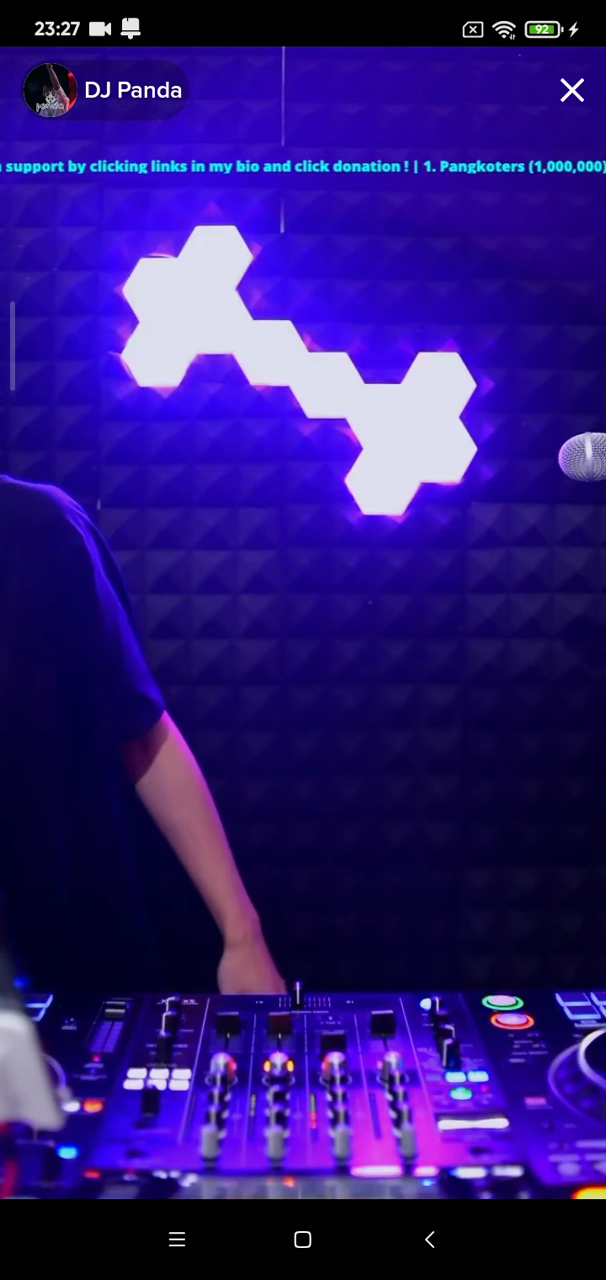 23:27
92
DJ Panda
support by clicking links in my bio and click donation ! | 1. Pangkoters (1,000,000)